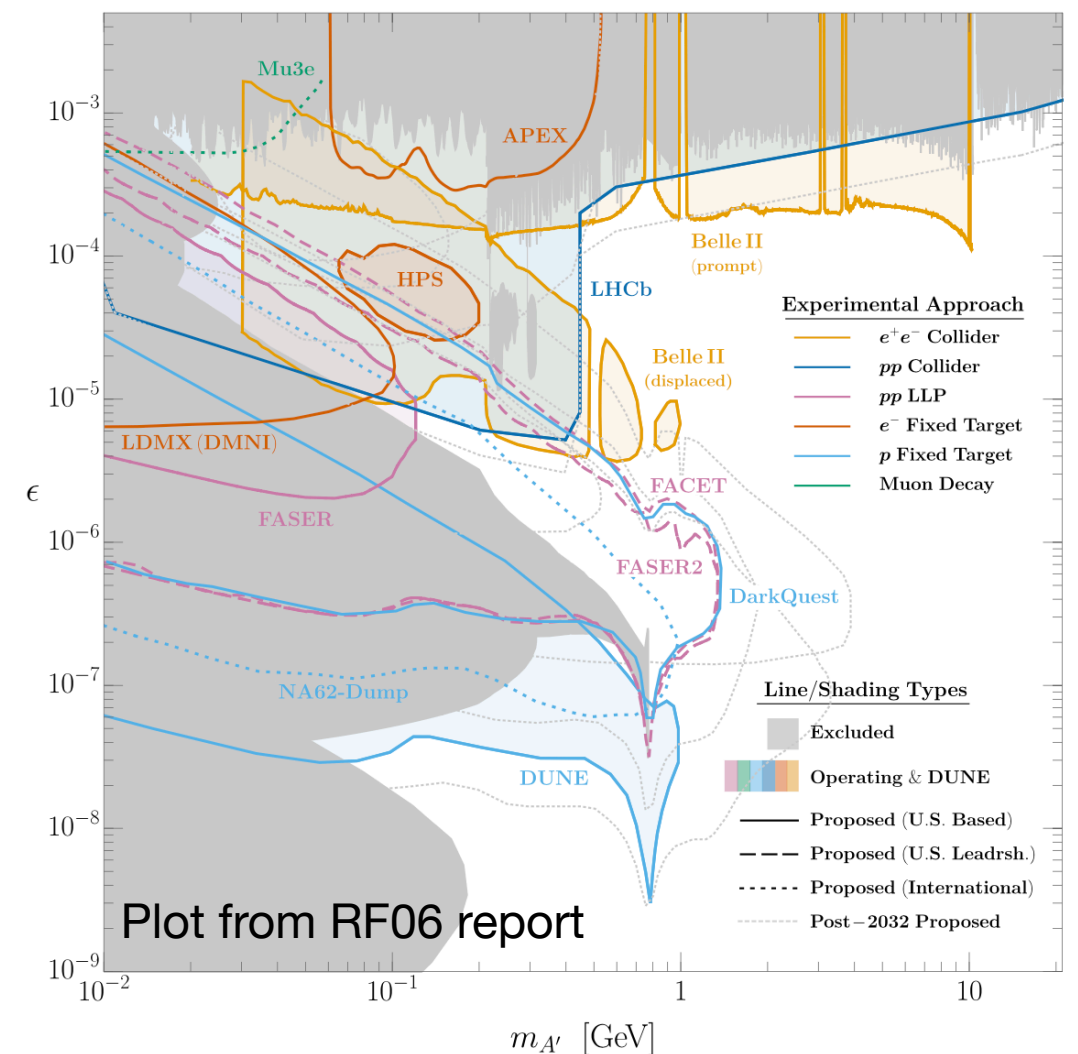 Mu3e
10⁻³
APEX
10⁻⁴
HPS
Belle II
(prompt)
LHCb
Experimental Approach
e⁺e⁻ Collider
pp Collider
pp LLP
e⁻ Fixed Target
p Fixed Target
Muon Decay
Belle II
(displaced)
10⁻⁵
LDMX (DMNI)
ϵ
FASER
FACET
10⁻⁶
FASER2
DarkQuest
10⁻⁷
NA62-Dump
DUNE
Line/Shading Types
Excluded
Operating & DUNE
Proposed (U.S. Based)
Proposed (U.S. Leadrsh.)
Proposed (International)
Post−2032 Proposed
10⁻⁸
Plot from RF06 report
10⁻⁹
10⁻² 10⁻¹ 1 10
m_A′ [GeV]